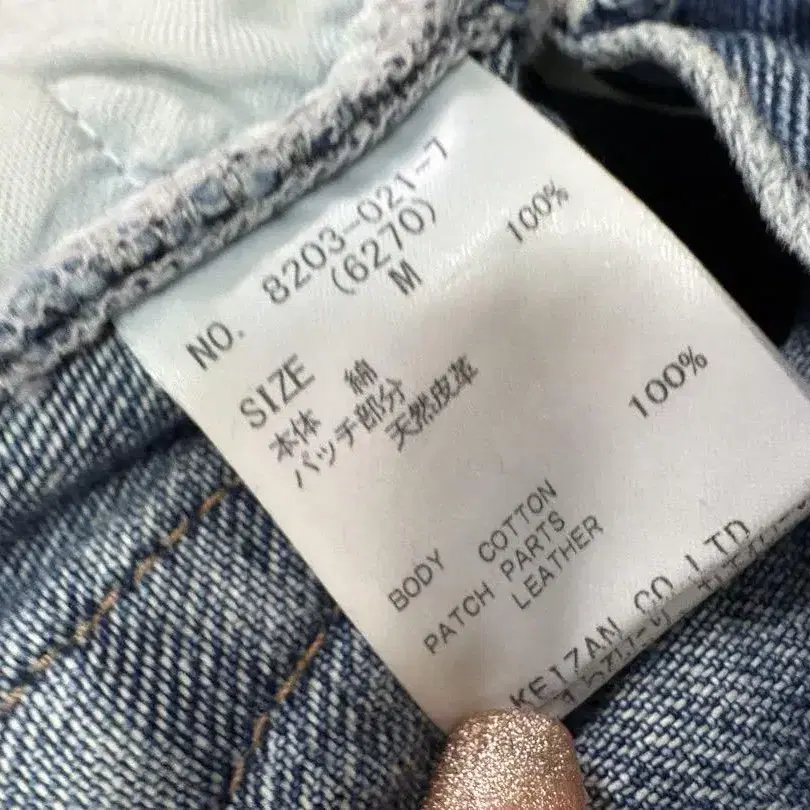 NO. 8203-021-7
(6270)
SIZE M
本体 綿 100%
パッチ部分
天然皮革
BODY COTTON 100%
PATCH PARTS
LEATHER
KEIZAN CO LTD